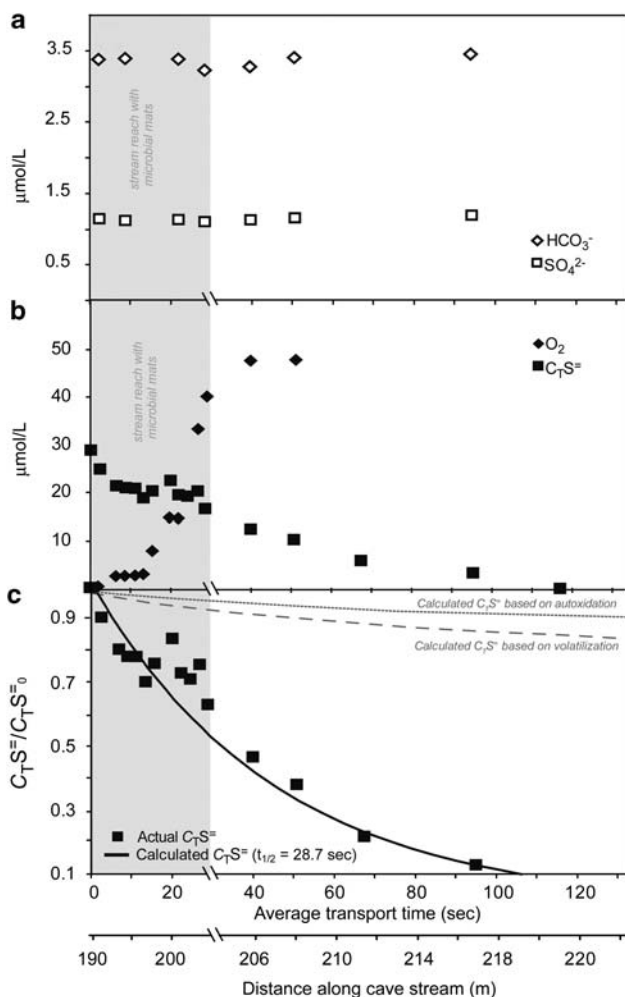 a
3.5
2.5
1.5
0.5
µmol/L
stream reach with
microbial mats
HCO₃⁻
SO₄²⁻
b
50
40
30
20
10
µmol/L
stream reach with
microbial mats
O₂
CTS⁼
c
0.9
0.7
0.5
0.3
0.1
CTS⁼/CTS⁼₀
Calculated CTS⁼ based on autoxidation
Calculated CTS⁼ based on volatilization
Actual CTS⁼
Calculated CTS⁼ (t1/2 = 28.7 sec)
0 20 40 60 80 100 120
Average transport time (sec)
190 200 206 210 214 218 224
Distance along cave stream (m)